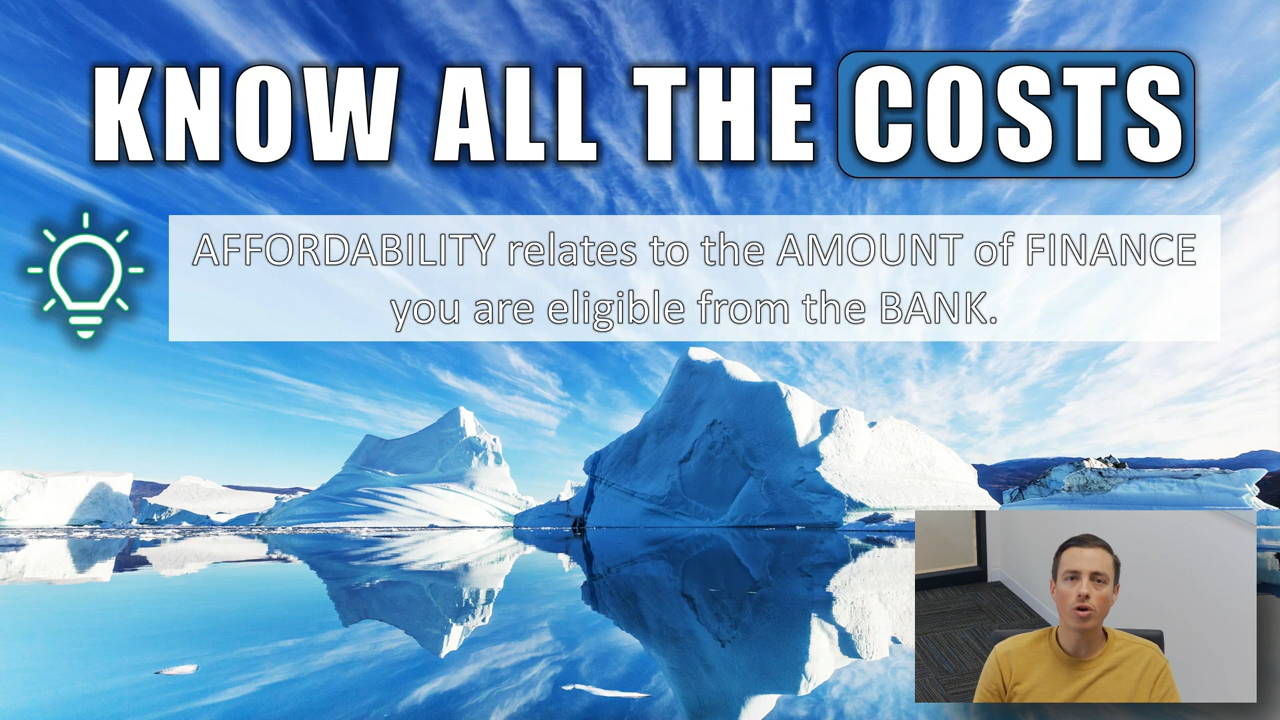 KNOW ALL THE COSTS
AFFORDABILITY relates to the AMOUNT of FINANCE
you are eligible from the BANK.